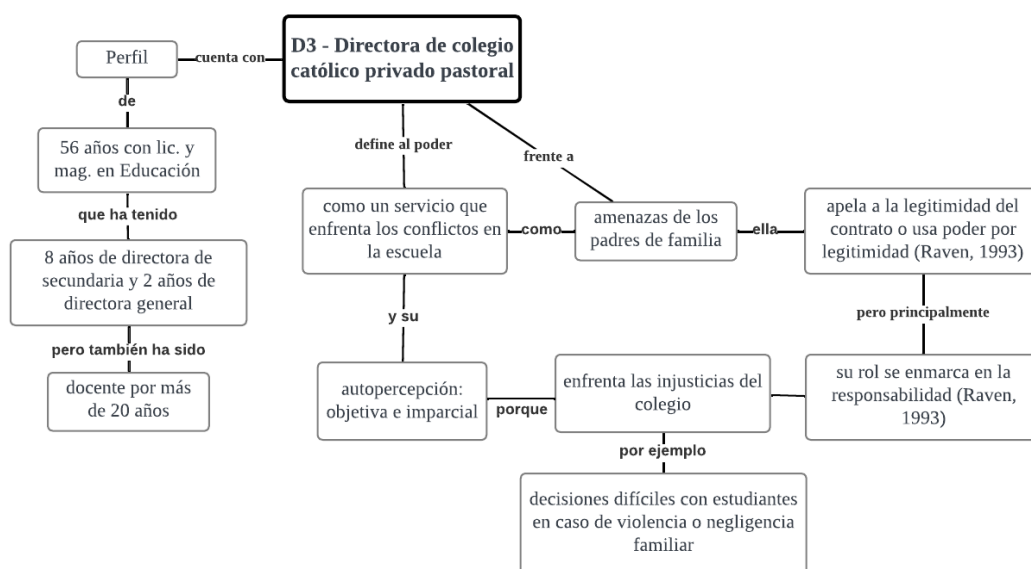 D3 - Directora de colegio
católico privado pastoral
cuenta con
Perfil
de
56 años con lic. y
mag. en Educación
que ha tenido
8 años de directora de
secundaria y 2 años de
directora general
pero también ha sido
docente por más
de 20 años
define al poder
como un servicio que
enfrenta los conflictos en
la escuela
como
frente a
amenazas de los
padres de familia
ella
apela a la legitimidad del
contrato o usa poder por
legitimidad (Raven, 1993)
pero principalmente
su rol se enmarca en la
responsabilidad (Raven,
1993)
y su
autopercepción:
objetiva e imparcial
porque
enfrenta las injusticias del
colegio
por ejemplo
decisiones difíciles con estudiantes
en caso de violencia o negligencia
familiar